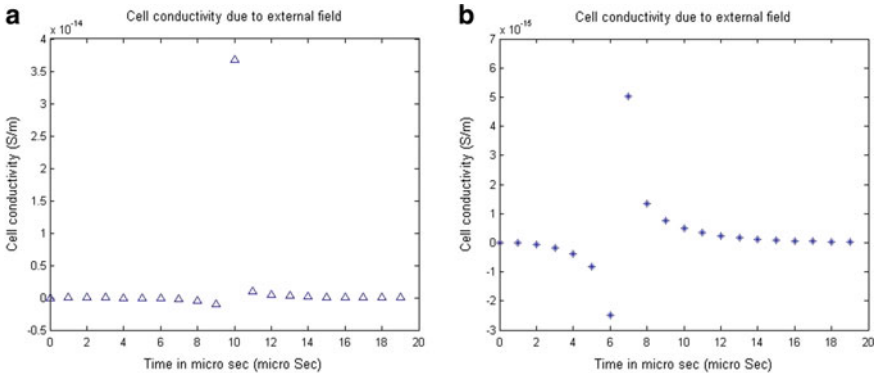 a
Cell conductivity due to external field
x 10^-14
4
3.5
3
2.5
2
1.5
1
0.5
0
-0.5
0 2 4 6 8 10 12 14 16 18 20
Cell conductivity (S/m)
Time in micro sec (micro Sec)
b
Cell conductivity due to external field
x 10^-15
7
6
5
4
3
2
1
0
-1
-2
-3
0 2 4 6 8 10 12 14 16 18 20
Cell conductivity (S/m)
Time in micro sec (micro Sec)